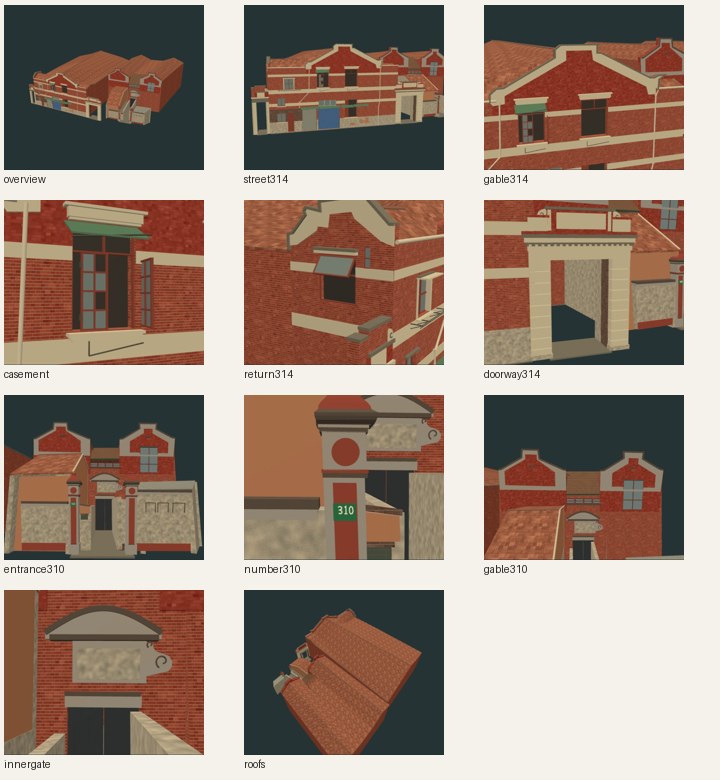 overview
street314
gable314
casement
return314
doorway314
310
entrance310
number310
gable310
innergate
roofs